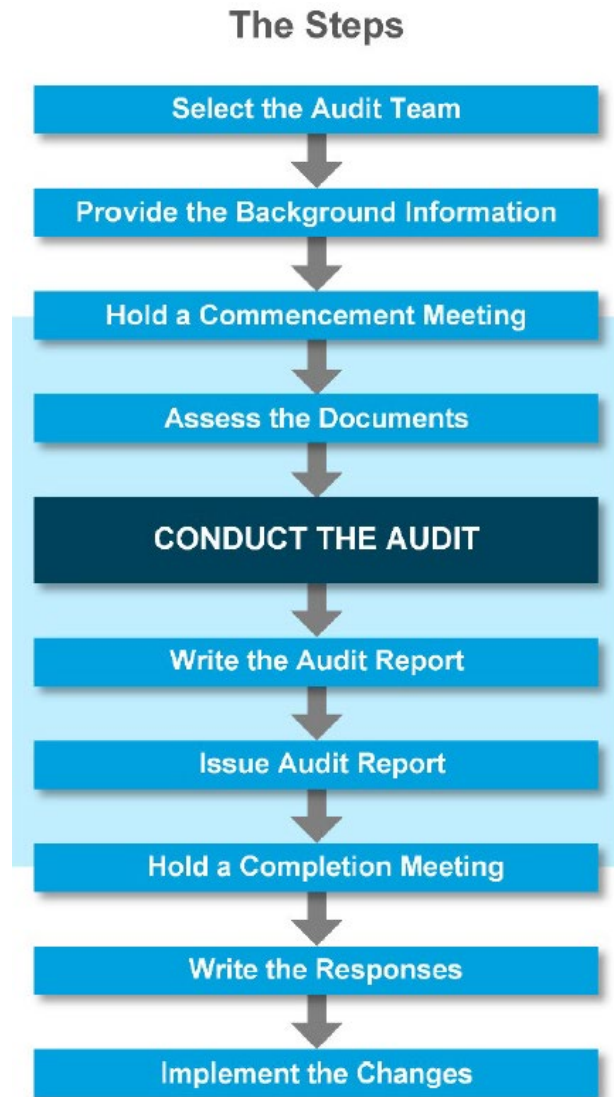 The Steps
Select the Audit Team
Provide the Background Information
Hold a Commencement Meeting
Assess the Documents
CONDUCT THE AUDIT
Write the Audit Report
Issue Audit Report
Hold a Completion Meeting
Write the Responses
Implement the Changes